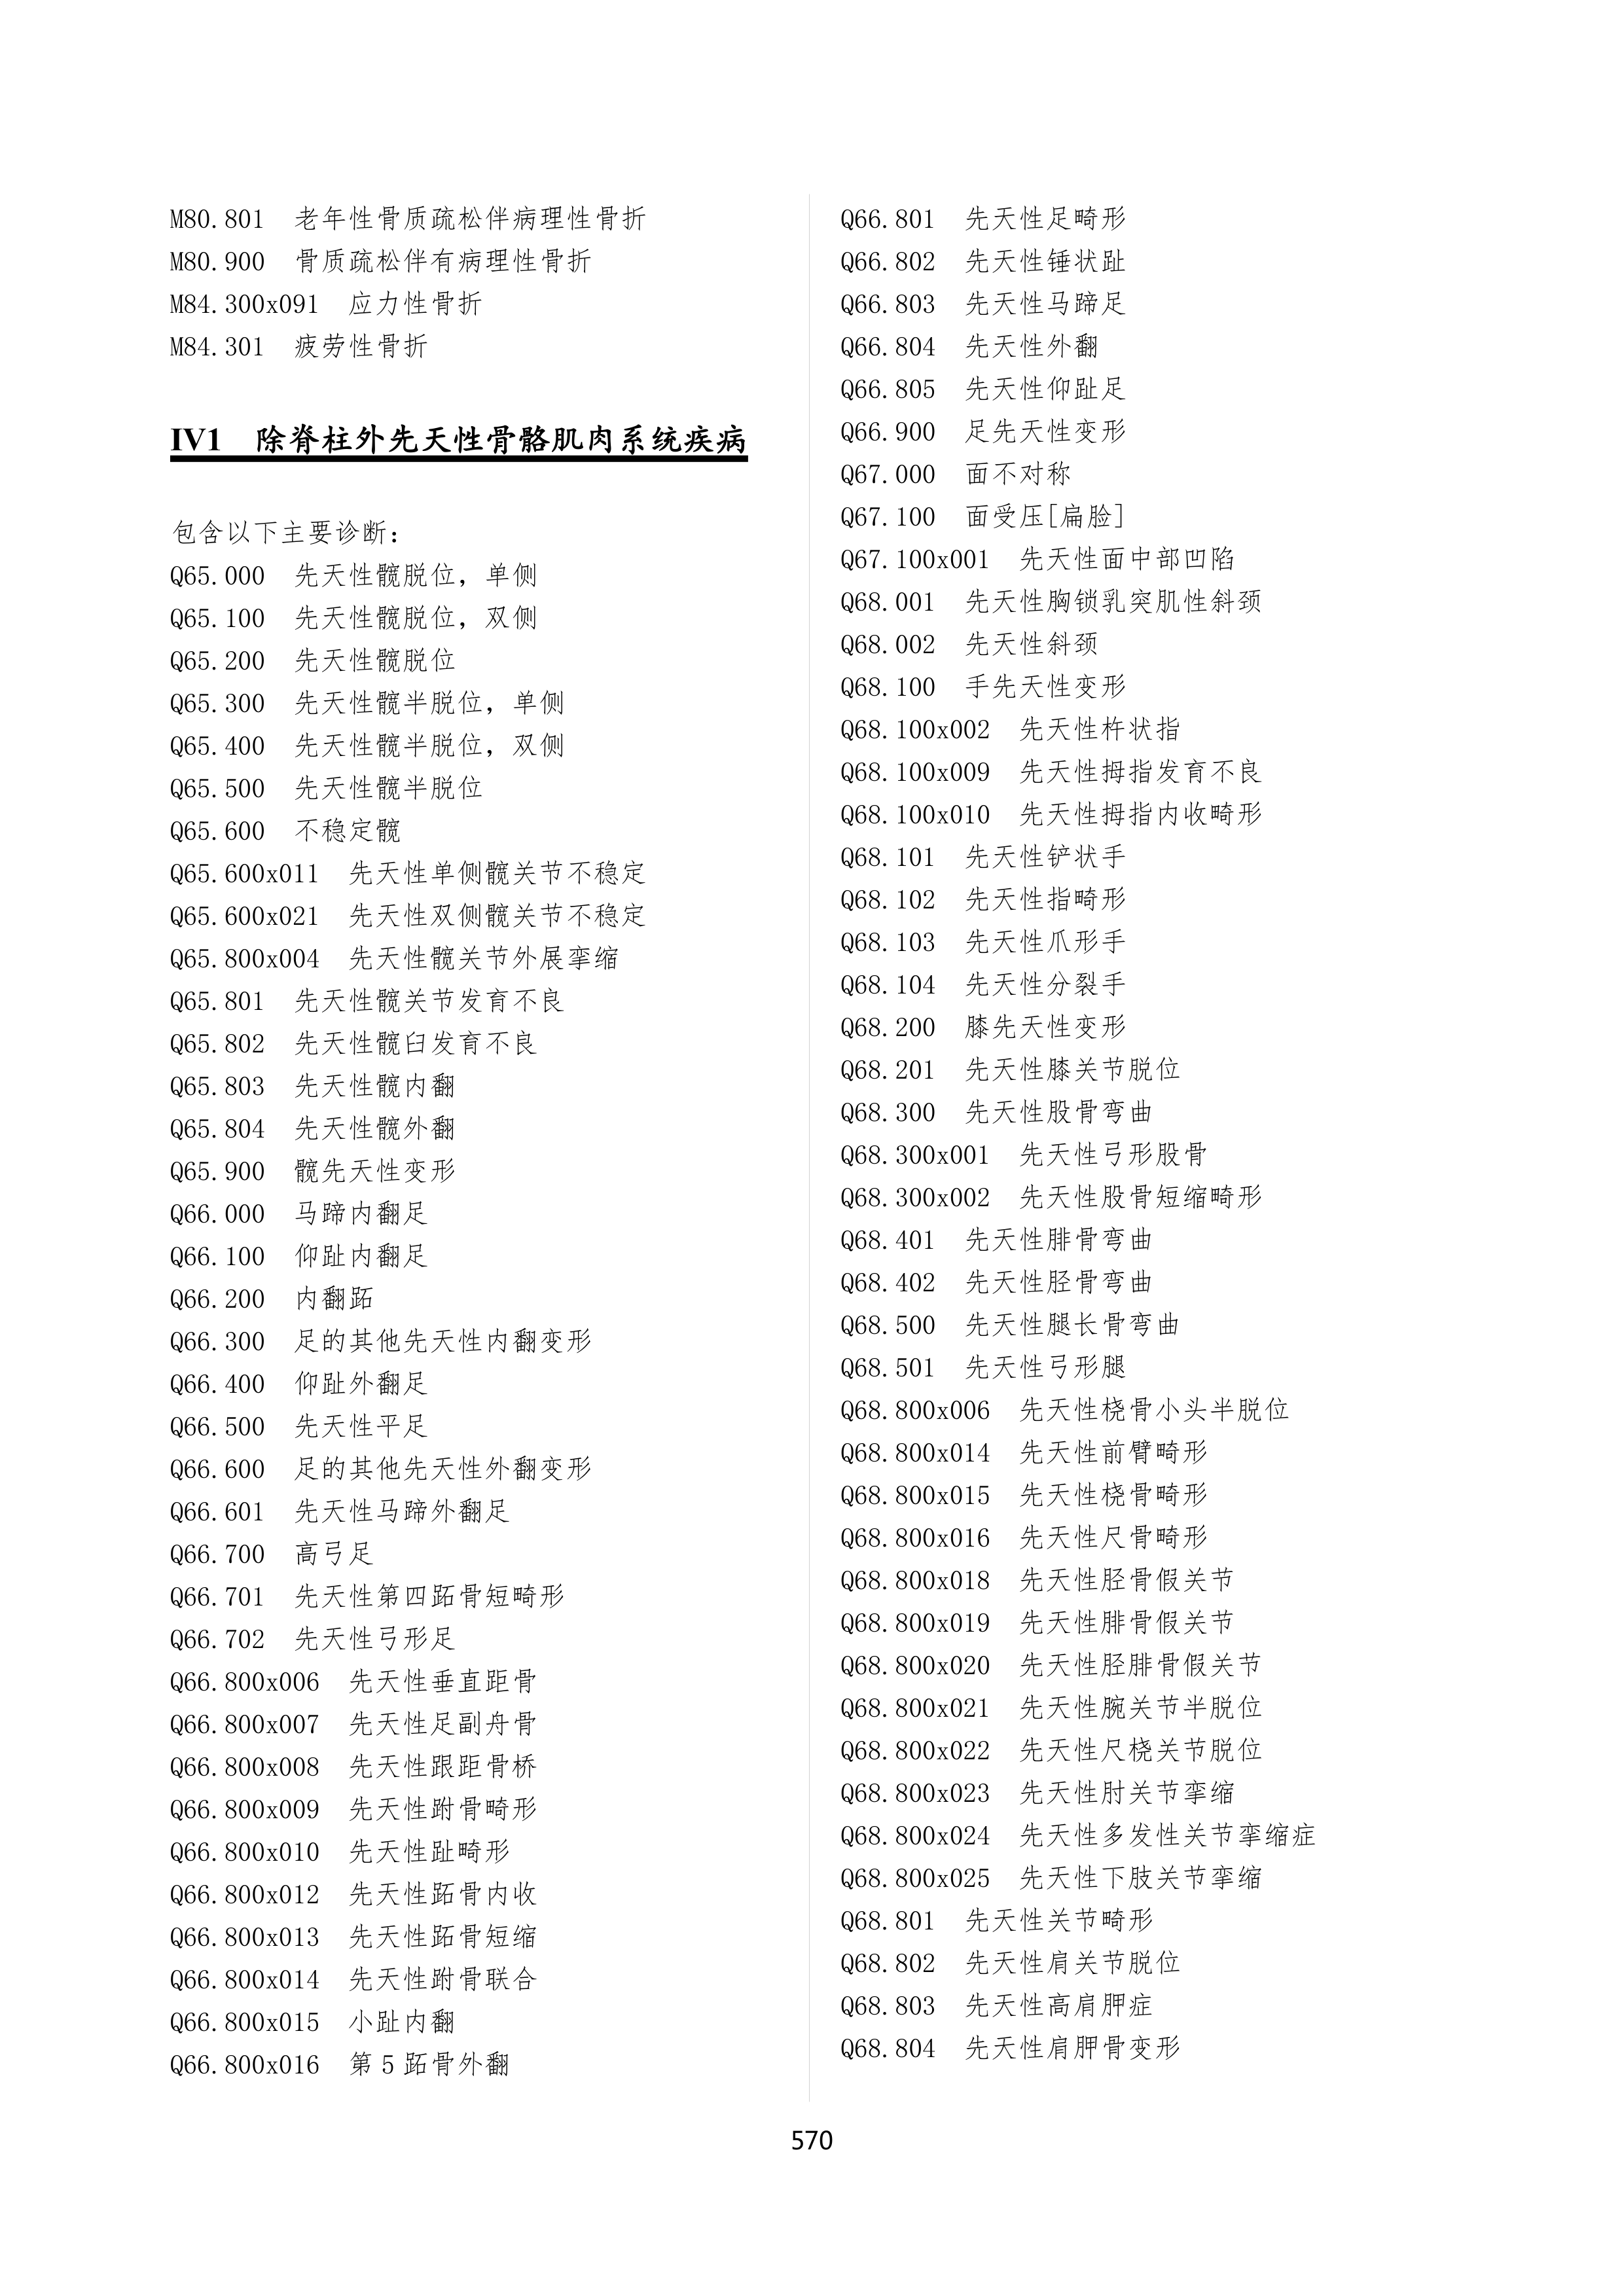 M80.801 老年性骨质疏松伴病理性骨折
M80.900 骨质疏松伴有病理性骨折
M84.300x091 应力性骨折
M84.301 疲劳性骨折
IV1 除脊柱外先天性骨骼肌肉系统疾病
包含以下主要诊断：
Q65.000 先天性髋脱位，单侧
Q65.100 先天性髋脱位，双侧
Q65.200 先天性髋脱位
Q65.300 先天性髋半脱位，单侧
Q65.400 先天性髋半脱位，双侧
Q65.500 先天性髋半脱位
Q65.600 不稳定髋
Q65.600x011 先天性单侧髋关节不稳定
Q65.600x021 先天性双侧髋关节不稳定
Q65.800x004 先天性髋关节外展挛缩
Q65.801 先天性髋关节发育不良
Q65.802 先天性髋臼发育不良
Q65.803 先天性髋内翻
Q65.804 先天性髋外翻
Q65.900 髋先天性变形
Q66.000 马蹄内翻足
Q66.100 仰趾内翻足
Q66.200 内翻跖
Q66.300 足的其他先天性内翻变形
Q66.400 仰趾外翻足
Q66.500 先天性平足
Q66.600 足的其他先天性外翻变形
Q66.601 先天性马蹄外翻足
Q66.700 高弓足
Q66.701 先天性第四跖骨短畸形
Q66.702 先天性弓形足
Q66.800x006 先天性垂直距骨
Q66.800x007 先天性足副舟骨
Q66.800x008 先天性跟距骨桥
Q66.800x009 先天性跗骨畸形
Q66.800x010 先天性趾畸形
Q66.800x012 先天性跖骨内收
Q66.800x013 先天性跖骨短缩
Q66.800x014 先天性跗骨联合
Q66.800x015 小趾内翻
Q66.800x016 第5跖骨外翻
Q66.801 先天性足畸形
Q66.802 先天性锤状趾
Q66.803 先天性马蹄足
Q66.804 先天性外翻
Q66.805 先天性仰趾足
Q66.900 足先天性变形
Q67.000 面不对称
Q67.100 面受压[扁脸]
Q67.100x001 先天性面中部凹陷
Q68.001 先天性胸锁乳突肌性斜颈
Q68.002 先天性斜颈
Q68.100 手先天性变形
Q68.100x002 先天性杵状指
Q68.100x009 先天性拇指发育不良
Q68.100x010 先天性拇指内收畸形
Q68.101 先天性铲状手
Q68.102 先天性指畸形
Q68.103 先天性爪形手
Q68.104 先天性分裂手
Q68.200 膝先天性变形
Q68.201 先天性膝关节脱位
Q68.300 先天性股骨弯曲
Q68.300x001 先天性弓形股骨
Q68.300x002 先天性股骨短缩畸形
Q68.401 先天性腓骨弯曲
Q68.402 先天性胫骨弯曲
Q68.500 先天性腿长骨弯曲
Q68.501 先天性弓形腿
Q68.800x006 先天性桡骨小头半脱位
Q68.800x014 先天性前臂畸形
Q68.800x015 先天性桡骨畸形
Q68.800x016 先天性尺骨畸形
Q68.800x018 先天性胫骨假关节
Q68.800x019 先天性腓骨假关节
Q68.800x020 先天性胫腓骨假关节
Q68.800x021 先天性腕关节半脱位
Q68.800x022 先天性尺桡关节脱位
Q68.800x023 先天性肘关节挛缩
Q68.800x024 先天性多发性关节挛缩症
Q68.800x025 先天性下肢关节挛缩
Q68.801 先天性关节畸形
Q68.802 先天性肩关节脱位
Q68.803 先天性高肩胛症
Q68.804 先天性肩胛骨变形
570